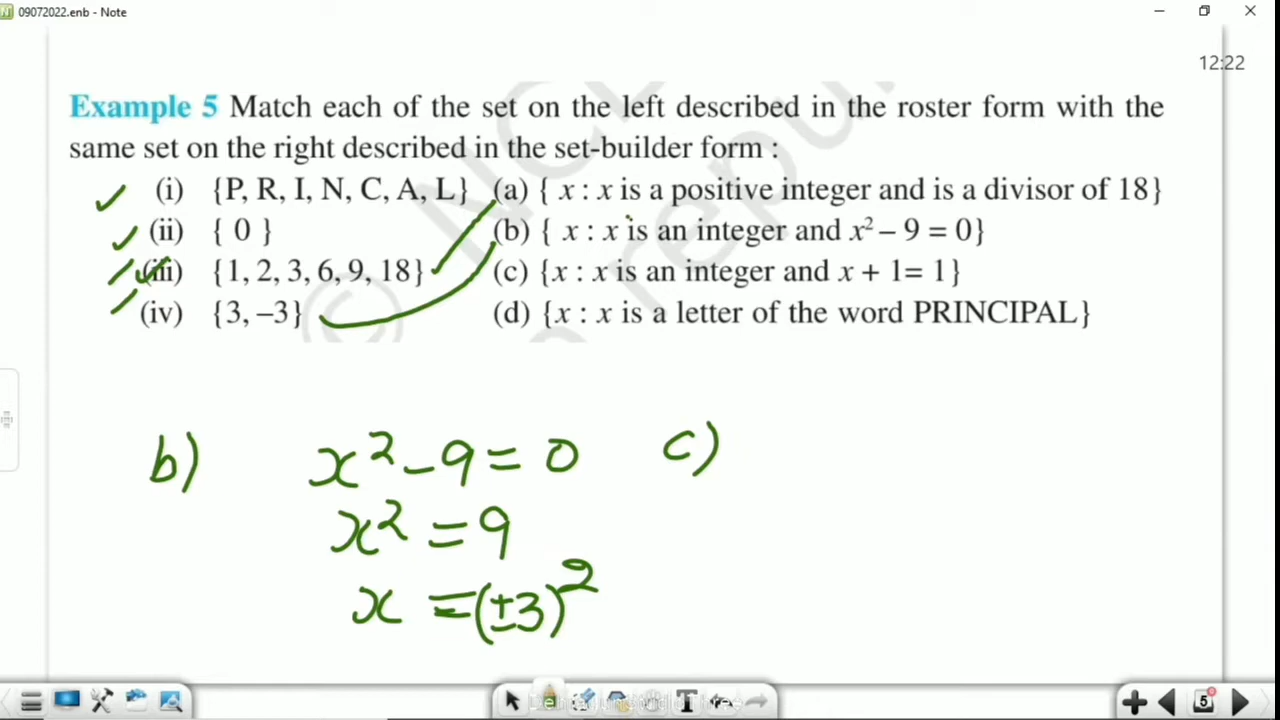 09072022.enb - Note
12:22
Example 5 Match each of the set on the left described in the roster form with the
same set on the right described in the set-builder form :
(i) {P, R, I, N, C, A, L} (a) { x : x is a positive integer and is a divisor of 18}
(ii) { 0 } (b) { x : x is an integer and x² – 9 = 0}
(iii) {1, 2, 3, 6, 9, 18} (c) {x : x is an integer and x + 1= 1}
(iv) {3, –3} (d) {x : x is a letter of the word PRINCIPAL}
b) x² – 9 = 0 c)
x² = 9
x = (±3)²
5